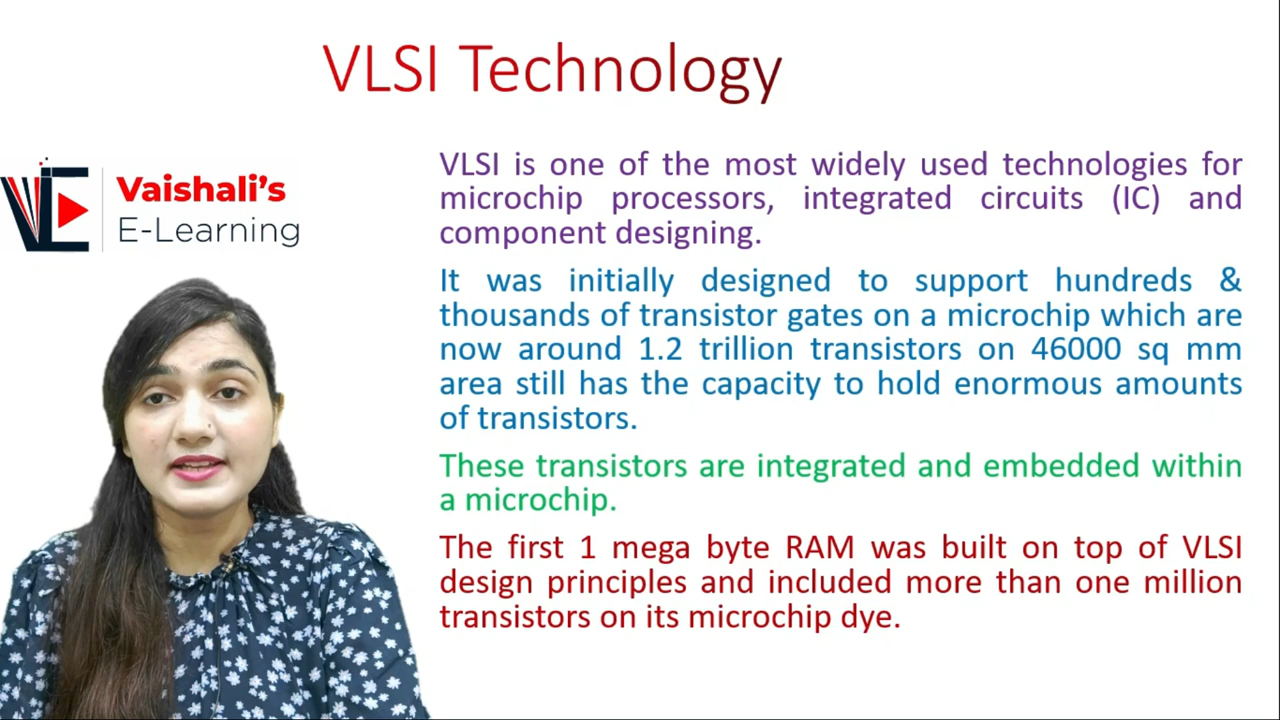 VLSI Technology
Vaishali's
E-Learning
VLSI is one of the most widely used technologies for
microchip processors, integrated circuits (IC) and
component designing.
It was initially designed to support hundreds &
thousands of transistor gates on a microchip which are
now around 1.2 trillion transistors on 46000 sq mm
area still has the capacity to hold enormous amounts
of transistors.
These transistors are integrated and embedded within
a microchip.
The first 1 mega byte RAM was built on top of VLSI
design principles and included more than one million
transistors on its microchip dye.